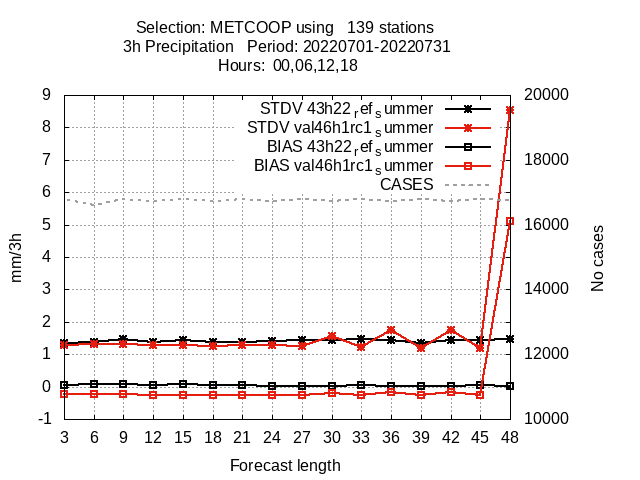 Selection: METCOOP using 139 stations
3h Precipitation Period: 20220701-20220731
Hours: 00,06,12,18
STDV 43h22_ref_summer
STDV val46h1rc1_summer
BIAS 43h22_ref_summer
BIAS val46h1rc1_summer
CASES
9
8
7
6
5
4
3
2
1
0
-1
mm/3h
20000
18000
16000
14000
12000
10000
No cases
3 6 9 12 15 18 21 24 27 30 33 36 39 42 45 48
Forecast length